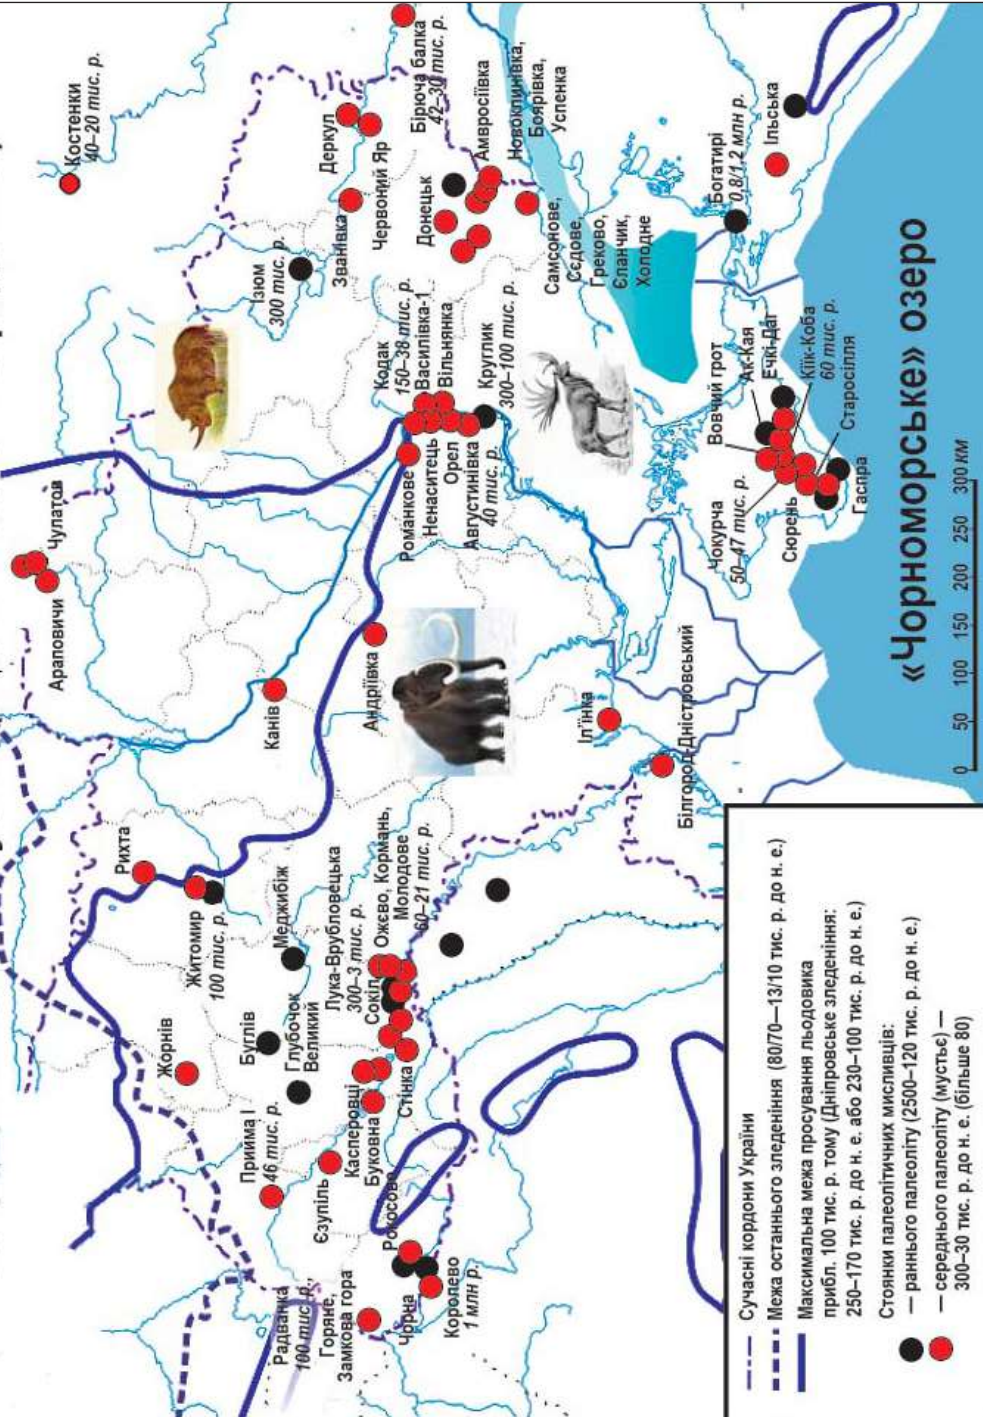 Костенки
40–20 тис. р.
Араповичи
Чулатов
Ізюм
300 тис. р.
Деркул
Званівка
Червоний Яр
Бірюча балка
42–30 тис. р.
Донецьк
Амвросіївка
Новоклинівка,
Боярівка,
Успенка
Самсонове,
Сєдове,
Греково,
Єланчик,
Холодне
Рихта
Житомир
100 тис. р.
Жорнів
Канів
Андріївка
Кодак
150–38 тис. р.
Василівка-1
Вільнянка
Круглик
300–100 тис. р.
Романкове
Ненаситець
Орел
Августинівка
40 тис. р.
Меджибіж
Буглів
Глубочок
Великий
Лука-Врубловецька
300–3 тис. р.
Сокіл
Ожєво, Кормань,
Молодове
60–21 тис. р.
Прийма І
46 тис. р.
Єзупіль
Касперовці
Буковна
Стінка
Рокосово
Радванка
100 тис. р.,
Горяне,
Замкова гора
Чорна
Королево
1 млн р.
Іл'їнка
Білгород-Дністровський
Богатирі
0,8/1,2 млн р.
Ільська
Вовчий грот
Ак-Кая
Ечкі-Даг
Кіїк-Коба
60 тис. р.
Старосілля
Чокурча
50–47 тис. р.
Сюрень
Гаспра
«Чорноморське» озеро
0 50 100 150 200 250 300 км
Сучасні кордони України
Межа останнього зледеніння (80/70—13/10 тис. р. до н. е.)
Максимальна межа просування льодовика
прибл. 100 тис. р. тому (Дніпровське зледеніння:
250–170 тис. р. до н. е. або 230–100 тис. р. до н. е.)
Стоянки палеолітичних мисливців:
— раннього палеоліту (2500–120 тис. р. до н. е.)
— середнього палеоліту (мустьє) —
300–30 тис. р. до н. е. (більше 80)